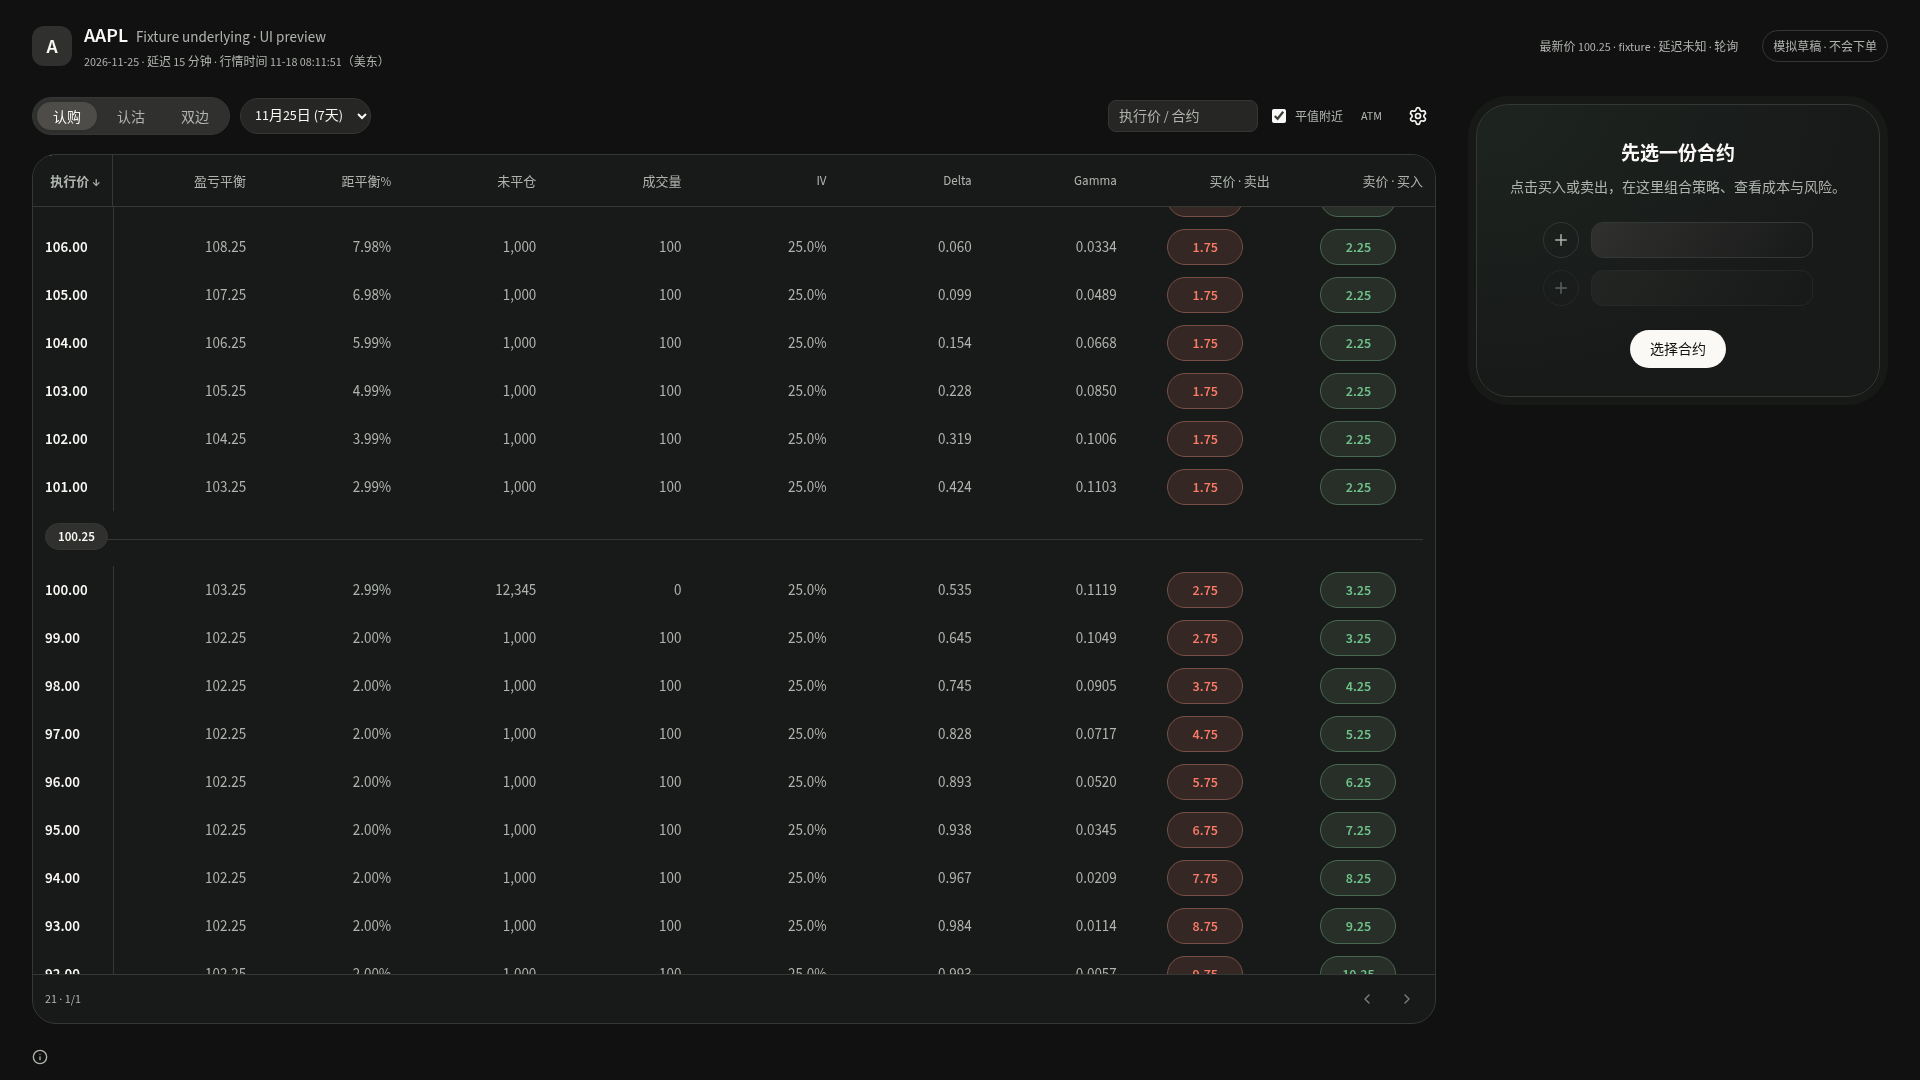 A
AAPL Fixture underlying · UI preview
2026-11-25 · 延迟 15 分钟 · 行情时间 11-18 08:11:51（美东）
最新价 100.25 · fixture · 延迟未知 · 轮询
模拟草稿 · 不会下单
认购 认沽 双边 11月25日 (7天)
执行价 / 合约 平值附近 ATM
执行价 ↓ 盈亏平衡 距平衡% 未平仓 成交量 IV Delta Gamma 买价 · 卖出 卖价 · 买入
106.00 108.25 7.98% 1,000 100 25.0% 0.060 0.0334 1.75 2.25
105.00 107.25 6.98% 1,000 100 25.0% 0.099 0.0489 1.75 2.25
104.00 106.25 5.99% 1,000 100 25.0% 0.154 0.0668 1.75 2.25
103.00 105.25 4.99% 1,000 100 25.0% 0.228 0.0850 1.75 2.25
102.00 104.25 3.99% 1,000 100 25.0% 0.319 0.1006 1.75 2.25
101.00 103.25 2.99% 1,000 100 25.0% 0.424 0.1103 1.75 2.25
100.25
100.00 103.25 2.99% 12,345 0 25.0% 0.535 0.1119 2.75 3.25
99.00 102.25 2.00% 1,000 100 25.0% 0.645 0.1049 2.75 3.25
98.00 102.25 2.00% 1,000 100 25.0% 0.745 0.0905 3.75 4.25
97.00 102.25 2.00% 1,000 100 25.0% 0.828 0.0717 4.75 5.25
96.00 102.25 2.00% 1,000 100 25.0% 0.893 0.0520 5.75 6.25
95.00 102.25 2.00% 1,000 100 25.0% 0.938 0.0345 6.75 7.25
94.00 102.25 2.00% 1,000 100 25.0% 0.967 0.0209 7.75 8.25
93.00 102.25 2.00% 1,000 100 25.0% 0.984 0.0114 8.75 9.25
92.00 102.25 2.00% 1,000 100 25.0% 0.993 0.0057 9.75 10.25
21 · 1/1
先选一份合约
点击买入或卖出，在这里组合策略、查看成本与风险。
选择合约